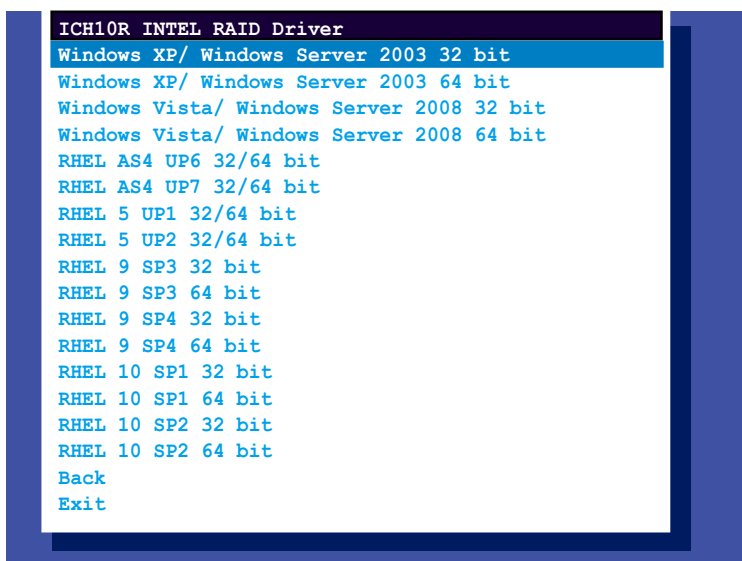 ICH10R INTEL RAID Driver
Windows XP/ Windows Server 2003 32 bit
Windows XP/ Windows Server 2003 64 bit
Windows Vista/ Windows Server 2008 32 bit
Windows Vista/ Windows Server 2008 64 bit
RHEL AS4 UP6 32/64 bit
RHEL AS4 UP7 32/64 bit
RHEL 5 UP1 32/64 bit
RHEL 5 UP2 32/64 bit
RHEL 9 SP3 32 bit
RHEL 9 SP3 64 bit
RHEL 9 SP4 32 bit
RHEL 9 SP4 64 bit
RHEL 10 SP1 32 bit
RHEL 10 SP1 64 bit
RHEL 10 SP2 32 bit
RHEL 10 SP2 64 bit
Back
Exit